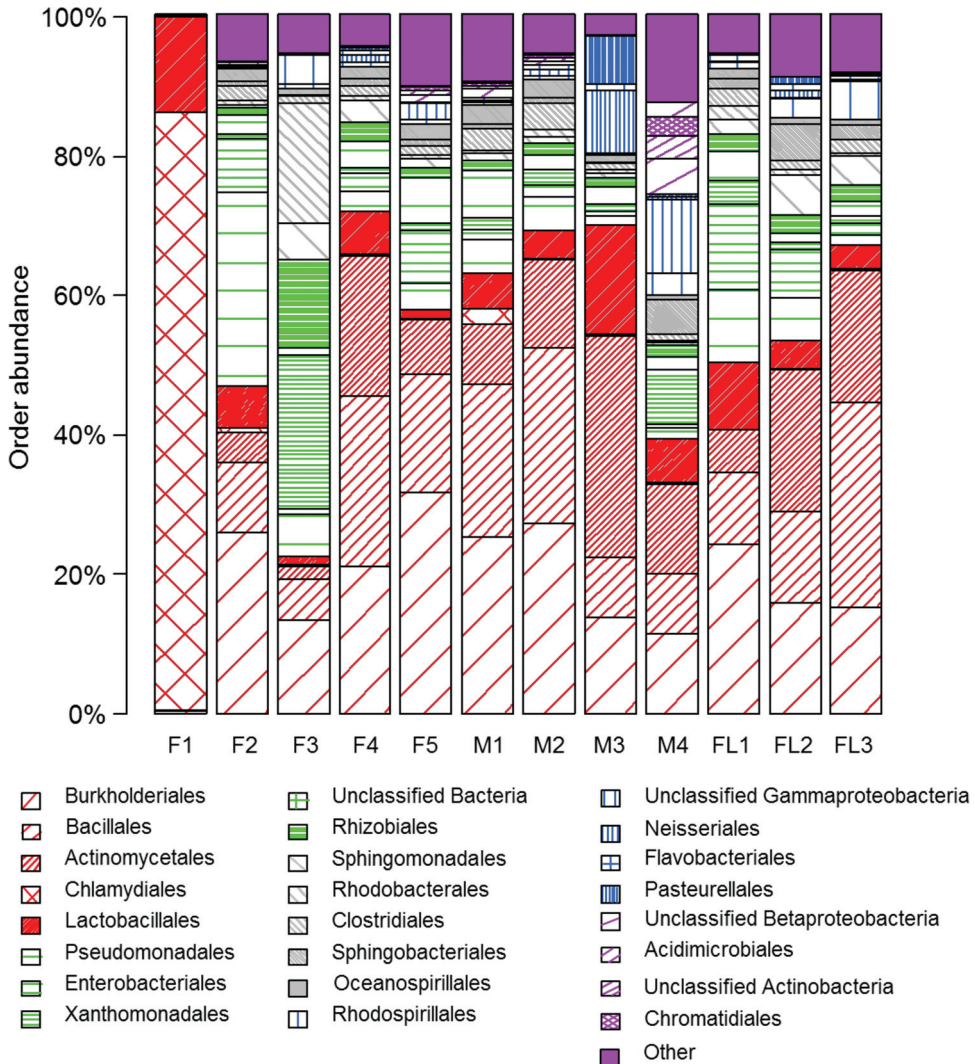 100%
80%
60%
40%
20%
0%
Order abundance
F1 F2 F3 F4 F5 M1 M2 M3 M4 FL1 FL2 FL3
Burkholderiales
Bacillales
Actinomycetales
Chlamydiales
Lactobacillales
Pseudomonadales
Enterobacteriales
Xanthomonadales
Unclassified Bacteria
Rhizobiales
Sphingomonadales
Rhodobacterales
Clostridiales
Sphingobacteriales
Oceanospirillales
Rhodospirillales
Unclassified Gammaproteobacteria
Neisseriales
Flavobacteriales
Pasteurellales
Unclassified Betaproteobacteria
Acidimicrobiales
Unclassified Actinobacteria
Chromatidiales
Other